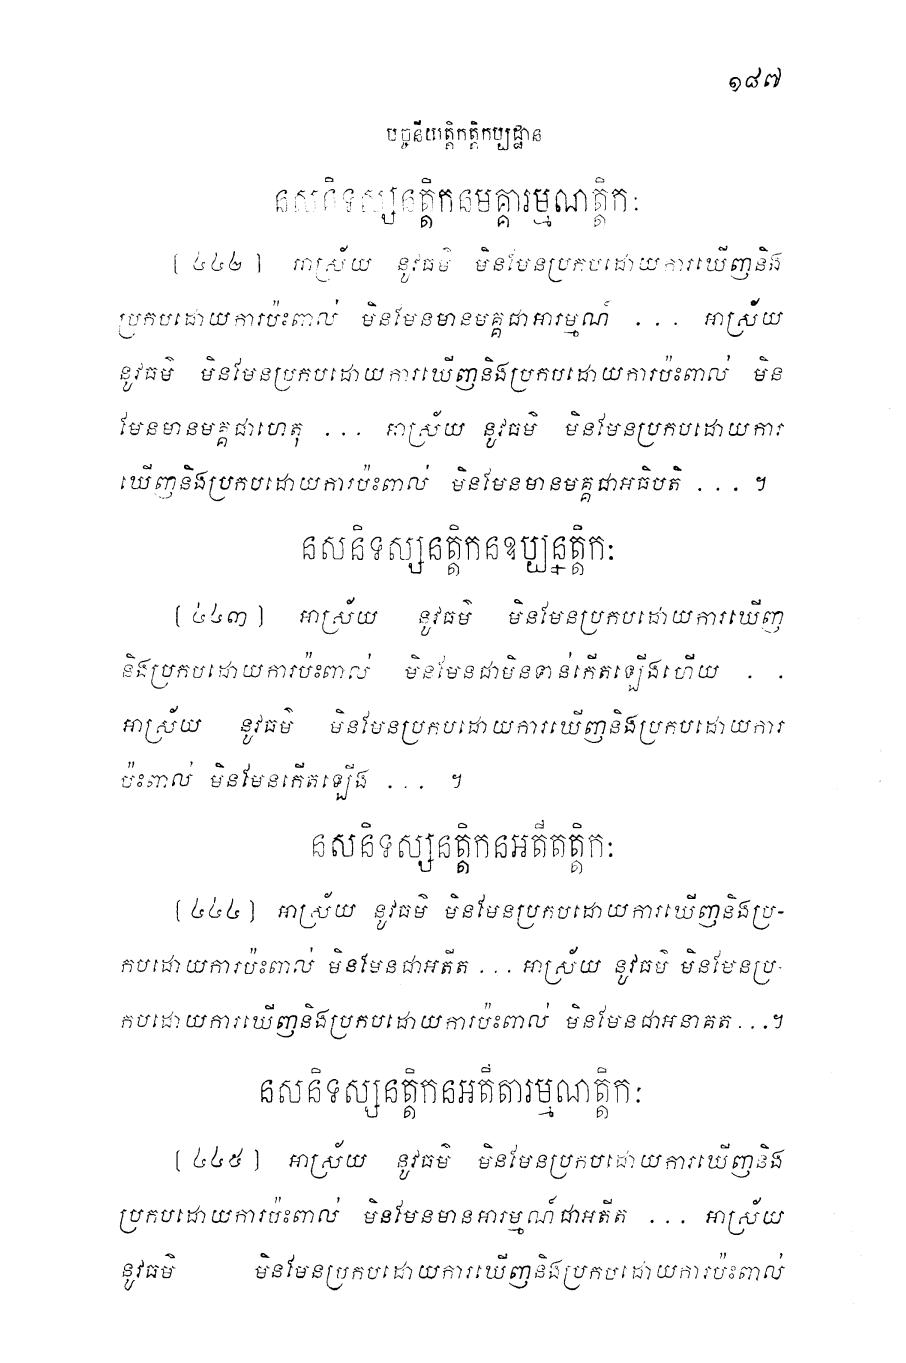 ១៨៧
បច្ចនីយត្តិកត្តិកប្បដ្ឋាន
នសនិទស្សនត្តិកនមគ្គារម្មណត្តិកៈ
[៤៤២] អាស្រ័យ នូវធម៌ មិនមែនប្រកបដោយការឃើញនិង
ប្រកបដោយការប៉ះពាល់ មិនមែនមានមគ្គជាអារម្មណ៍ ... អាស្រ័យ
នូវធម៌ មិនមែនប្រកបដោយការឃើញនិងប្រកបដោយការប៉ះពាល់ មិន
មែនមានមគ្គជាហេតុ ... អាស្រ័យ នូវធម៌ មិនមែនប្រកបដោយការ
ឃើញនិងប្រកបដោយការប៉ះពាល់ មិនមែនមានមគ្គជាអធិបតិ ... ។
នសនិទស្សនត្តិកនឧប្បន្នត្តិកៈ
[៤៤៣] អាស្រ័យ នូវធម៌ មិនមែនប្រកបដោយការឃើញ
និងប្រកបដោយការប៉ះពាល់ មិនមែនជាមិនទាន់កើតឡើងហើយ . .
អាស្រ័យ នូវធម៌ មិនមែនប្រកបដោយការឃើញនិងប្រកបដោយការ
ប៉ះពាល់ មិនមែនកើតឡើង ... ។
នសនិទស្សនត្តិកនអតីតត្តិកៈ
[៤៤៤] អាស្រ័យ នូវធម៌ មិនមែនប្រកបដោយការឃើញនិងប្រ-
កបដោយការប៉ះពាល់ មិនមែនជាអតីត ... អាស្រ័យ នូវធម៌ មិនមែនប្រ-
កបដោយការឃើញនិងប្រកបដោយការប៉ះពាល់ មិនមែនជាអនាគត ...។
នសនិទស្សនត្តិកនអតីតារម្មណត្តិកៈ
[៤៤៥] អាស្រ័យ នូវធម៌ មិនមែនប្រកបដោយការឃើញនិង
ប្រកបដោយការប៉ះពាល់ មិនមែនមានអារម្មណ៍ជាអតីត ... អាស្រ័យ
នូវធម៌ មិនមែនប្រកបដោយការឃើញនិងប្រកបដោយការប៉ះពាល់